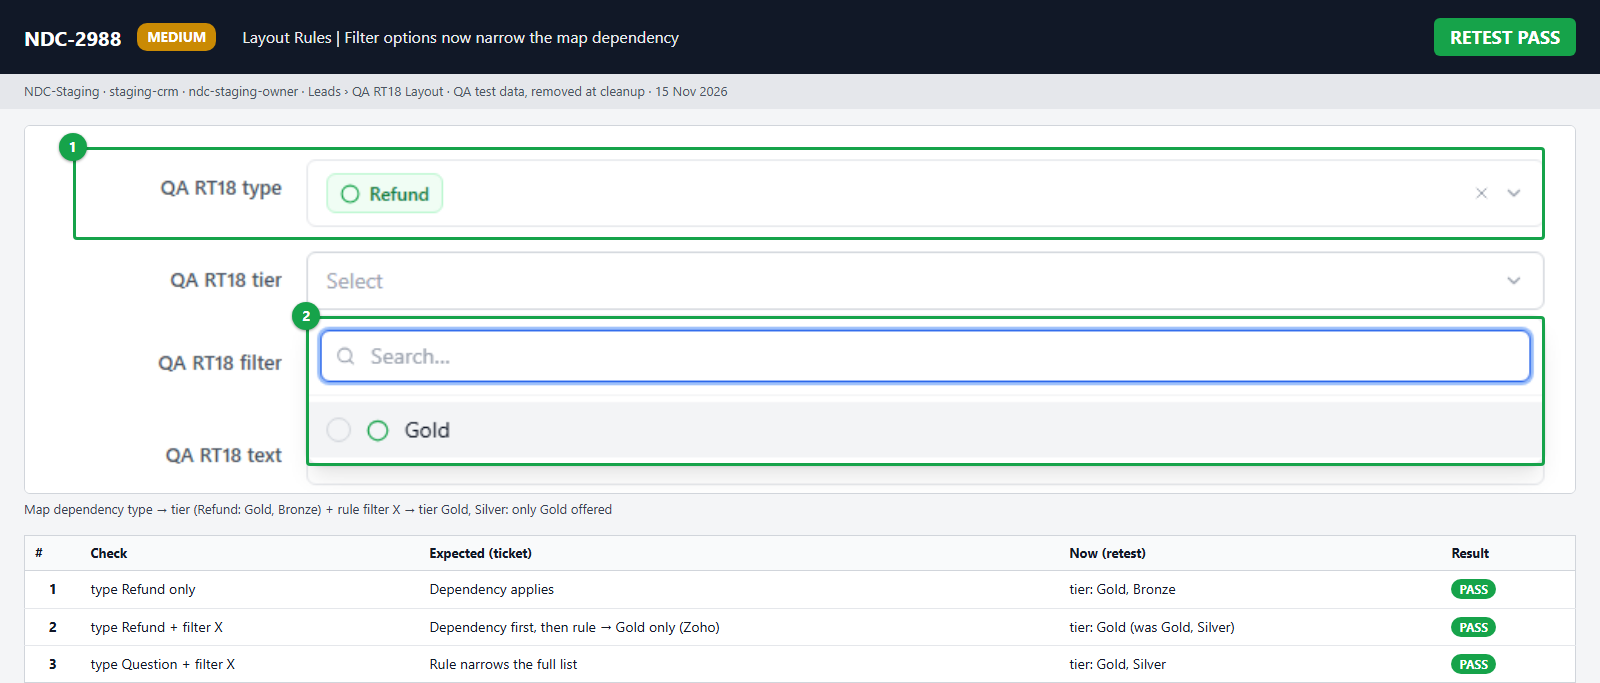 NDC-2988 MEDIUM Layout Rules | Filter options now narrow the map dependency RETEST PASS
NDC-Staging · staging-crm · ndc-staging-owner · Leads › QA RT18 Layout · QA test data, removed at cleanup · 15 Nov 2026
1
QA RT18 type Refund
QA RT18 tier Select
2
QA RT18 filter Search...
Gold
QA RT18 text
Map dependency type → tier (Refund: Gold, Bronze) + rule filter X → tier Gold, Silver: only Gold offered
# Check Expected (ticket) Now (retest) Result
1 type Refund only Dependency applies tier: Gold, Bronze PASS
2 type Refund + filter X Dependency first, then rule → Gold only (Zoho) tier: Gold (was Gold, Silver) PASS
3 type Question + filter X Rule narrows the full list tier: Gold, Silver PASS